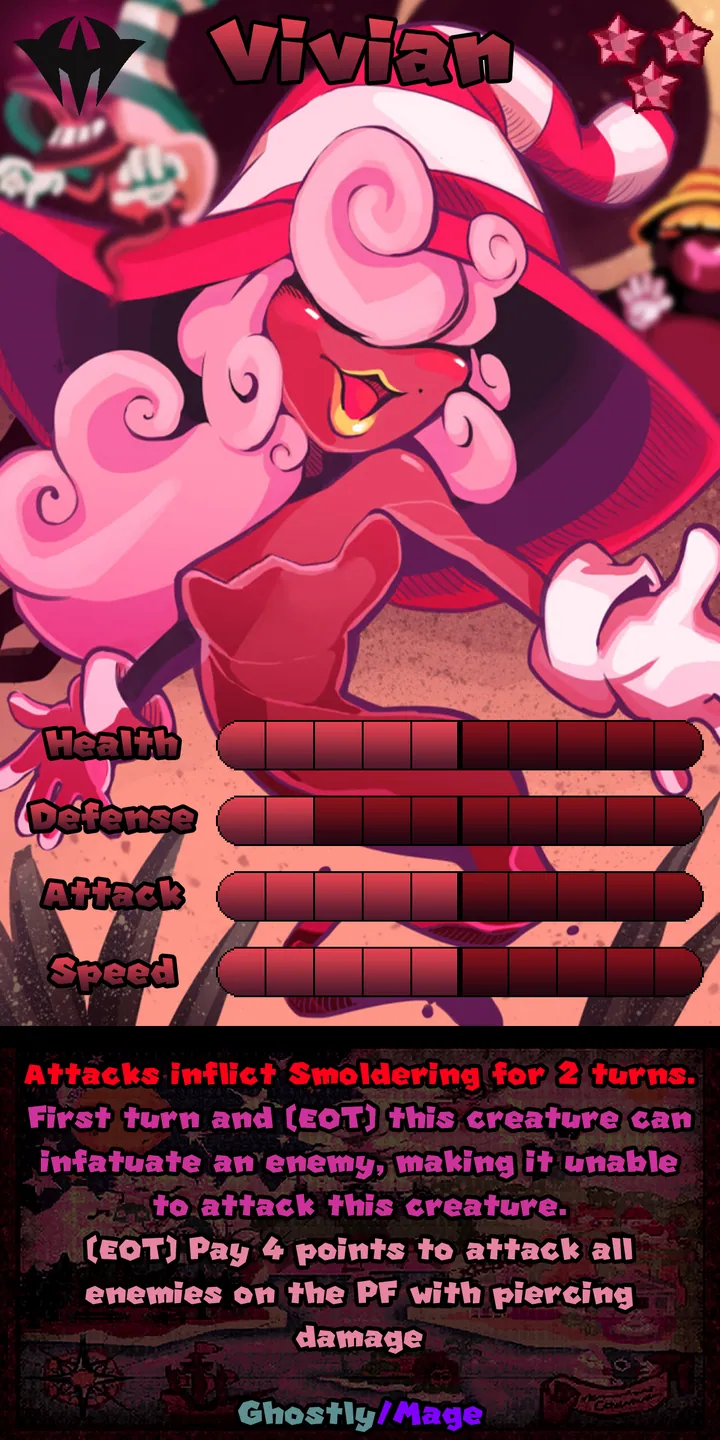 Vivian
Health
Defense
Attack
Speed
Attacks inflict Smoldering for 2 turns.
First turn and (EOT) this creature can
infatuate an enemy, making it unable
to attack this creature.
(EOT) Pay 4 points to attack all
enemies on the PF with piercing
damage
Ghostly/Mage